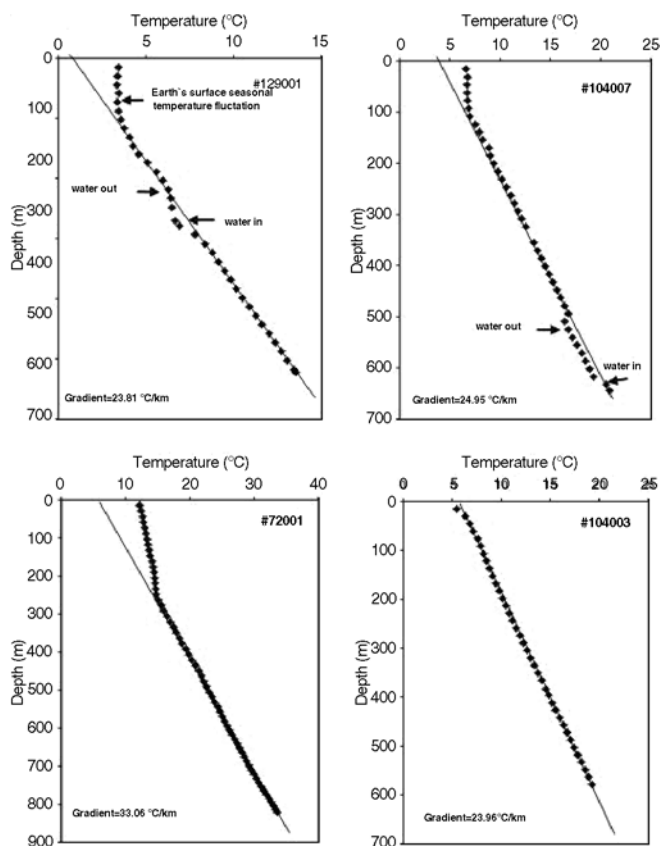 Temperature (°C)
0 5 10 15
0
100
200
300
400
500
600
700
Depth (m)
#129001
Earth`s surface seasonal
temperature fluctation
water out
water in
Gradient=23.81 °C/km
Temperature (°C)
0 5 10 15 20 25
0
100
200
300
400
500
600
700
Depth (m)
#104007
water out
water in
Gradient=24.95 °C/km
Temperature (°C)
0 10 20 30 40
0
100
200
300
400
500
600
700
800
900
Depth (m)
#72001
Gradient=33.06 °C/km
Temperature (°C)
0 5 10 15 20 25
0
100
200
300
400
500
600
700
Depth (m)
#104003
Gradient=23.96°C/km